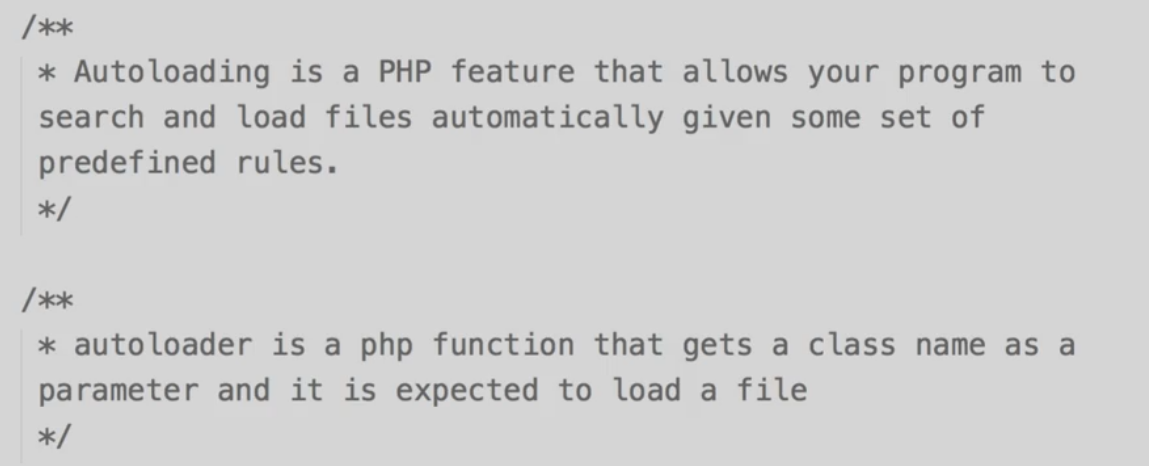 /**
* Autoloading is a PHP feature that allows your program to
search and load files automatically given some set of
predefined rules.
*/
/**
* autoloader is a php function that gets a class name as a
parameter and it is expected to load a file
*/